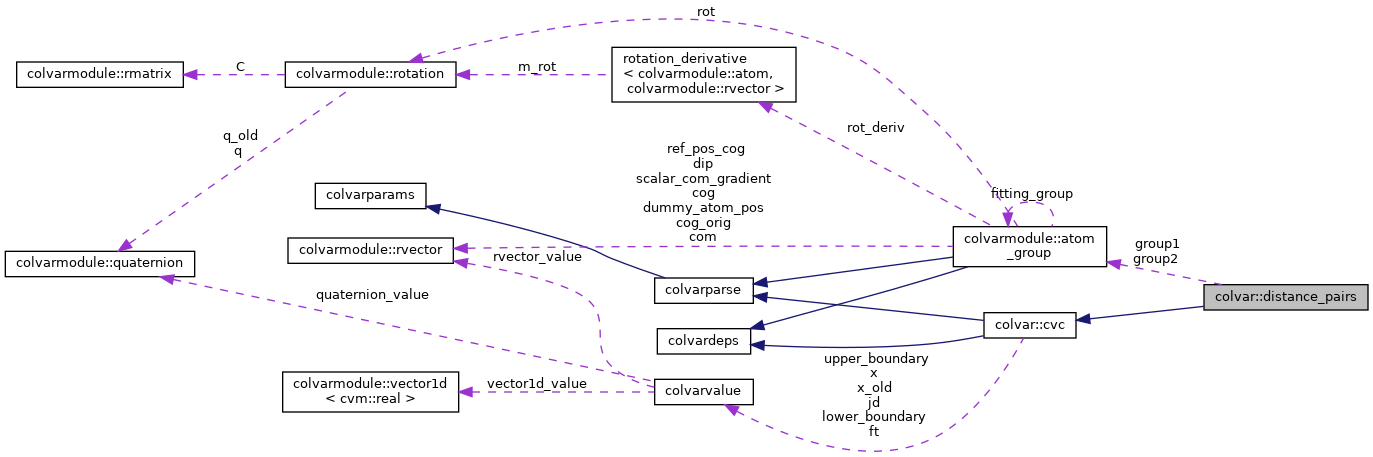 rot
colvarmodule::rmatrix
C
colvarmodule::rotation
m_rot
rotation_derivative
< colvarmodule::atom,
colvarmodule::rvector >
rot_deriv
q_old
q
ref_pos_cog
dip
scalar_com_gradient
cog
dummy_atom_pos
cog_orig
com
fitting_group
colvarparams
colvarmodule::atom
_group
group1
group2
colvarmodule::rvector
rvector_value
colvarmodule::quaternion
quaternion_value
colvarparse
colvar::distance_pairs
colvardeps
colvar::cvc
upper_boundary
x
x_old
jd
lower_boundary
ft
colvarmodule::vector1d
< cvm::real >
vector1d_value
colvarvalue